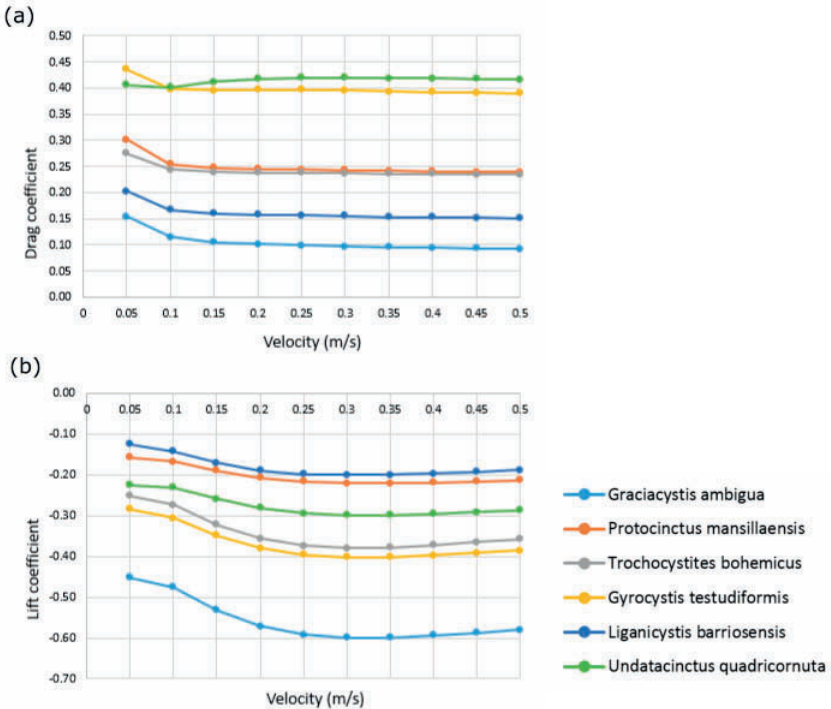 (a)
0.50
0.45
0.40
0.35
0.30
0.25
0.20
0.15
0.10
0.05
0.00
Drag coefficient
0 0.05 0.1 0.15 0.2 0.25 0.3 0.35 0.4 0.45 0.5
Velocity (m/s)
(b)
0.00
0 0.05 0.1 0.15 0.2 0.25 0.3 0.35 0.4 0.45 0.5
-0.10
-0.20
-0.30
-0.40
-0.50
-0.60
-0.70
Lift coefficient
Velocity (m/s)
Graciacystis ambigua
Protocinctus mansillaensis
Trochocystites bohemicus
Gyrocystis testudiformis
Liganicystis barriosensis
Undatacinctus quadricornuta